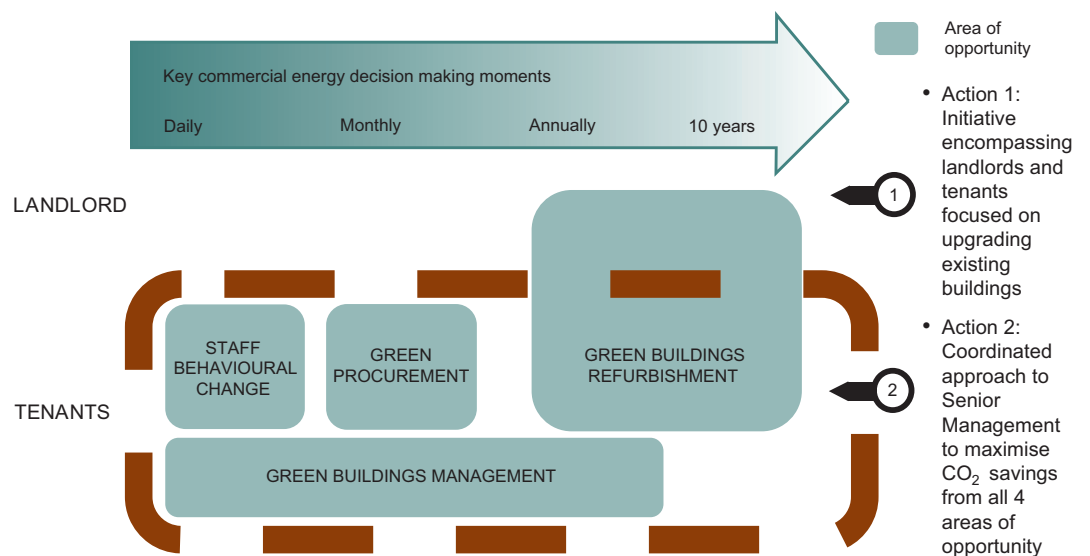 Key commercial energy decision making moments
Daily
Monthly
Annually
10 years
Area of
opportunity
LANDLORD
TENANTS
STAFF
BEHAVIOURAL
CHANGE
GREEN
PROCUREMENT
GREEN BUILDINGS
REFURBISHMENT
GREEN BUILDINGS MANAGEMENT
1
2
• Action 1:
Initiative
encompassing
landlords and
tenants
focused on
upgrading
existing
buildings
• Action 2:
Coordinated
approach to
Senior
Management
to maximise
CO₂ savings
from all 4
areas of
opportunity